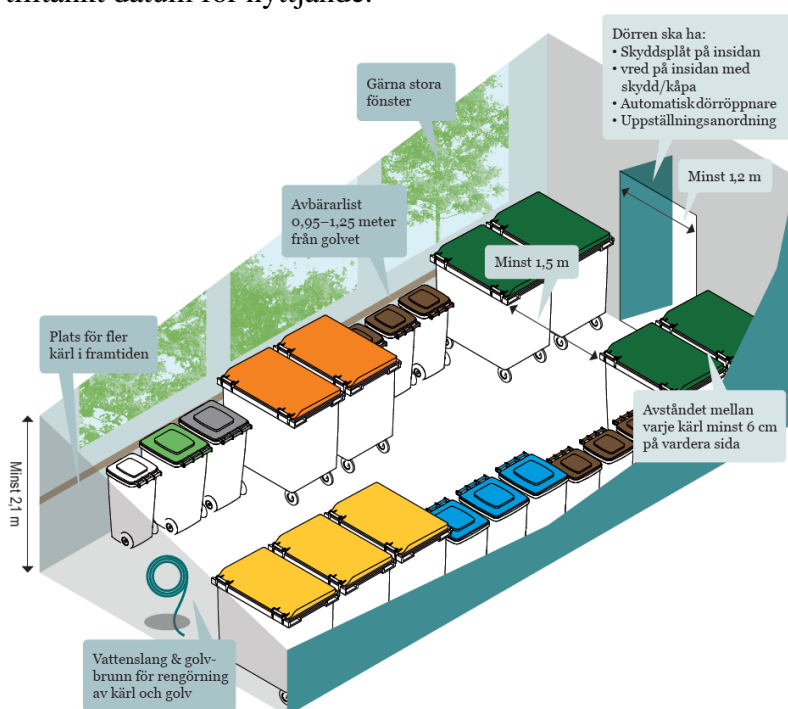 Dörren ska ha:
• Skyddsplåt på insidan
• vred på insidan med
skydd/kåpa
• Automatisk dörröppnare
• Uppställningsanordning
Gärna stora
fönster
Minst 1,2 m
Avbärarlist
0,95–1,25 meter
från golvet
Minst 1,5 m
Plats för fler
kärl i framtiden
Avståndet mellan
varje kärl minst 6 cm
på vardera sida
Minst 2,1 m
Vattenslang & golv-
brunn för rengörning
av kärl och golv